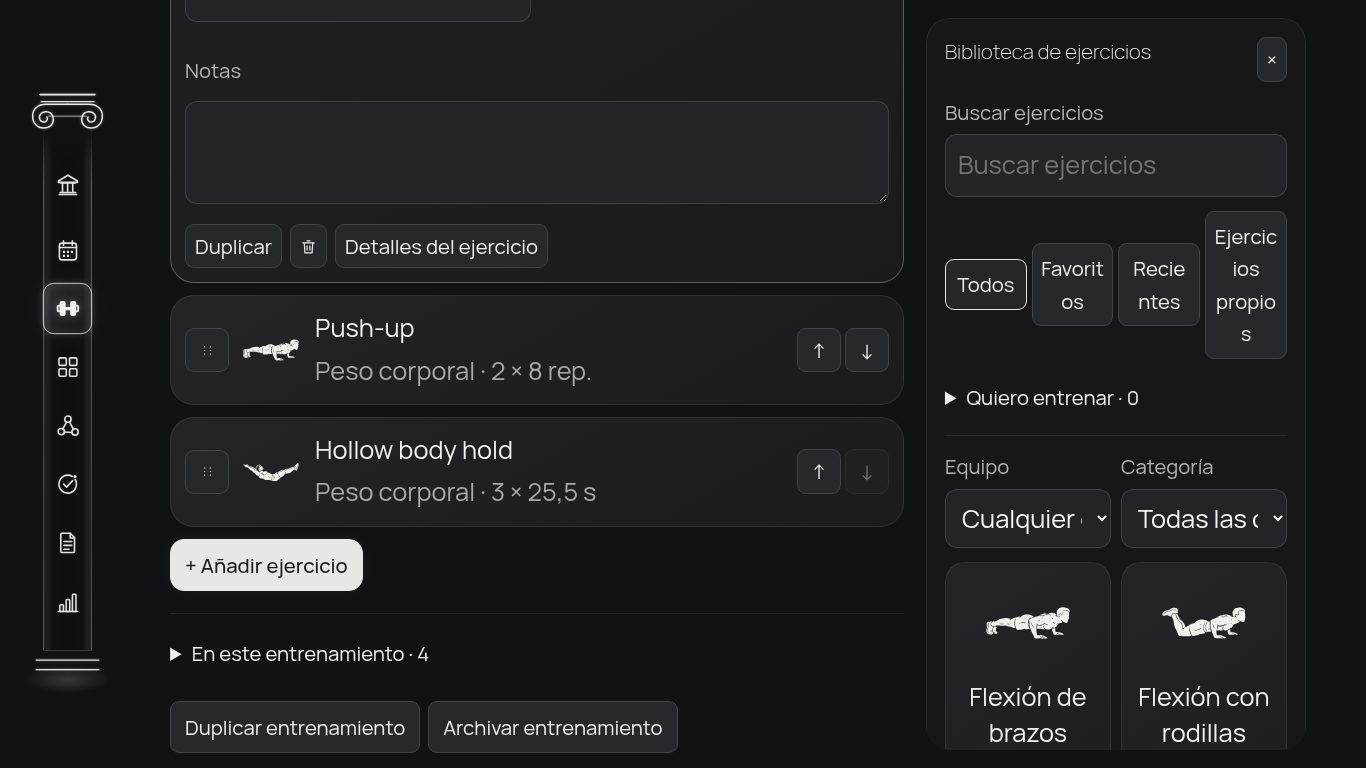 Notas
Duplicar
Detalles del ejercicio
Push-up
Peso corporal · 2 × 8 rep.
↑ ↓
Hollow body hold
Peso corporal · 3 × 25,5 s
↑ ↓
+ Añadir ejercicio
▶ En este entrenamiento · 4
Duplicar entrenamiento
Archivar entrenamiento
Biblioteca de ejercicios
×
Buscar ejercicios
Buscar ejercicios
Todos
Favorit
os
Recie
ntes
Ejercic
ios
propio
s
▶ Quiero entrenar · 0
Equipo
Categoría
Cualquier
Todas las
Flexión de
brazos
Flexión con
rodillas